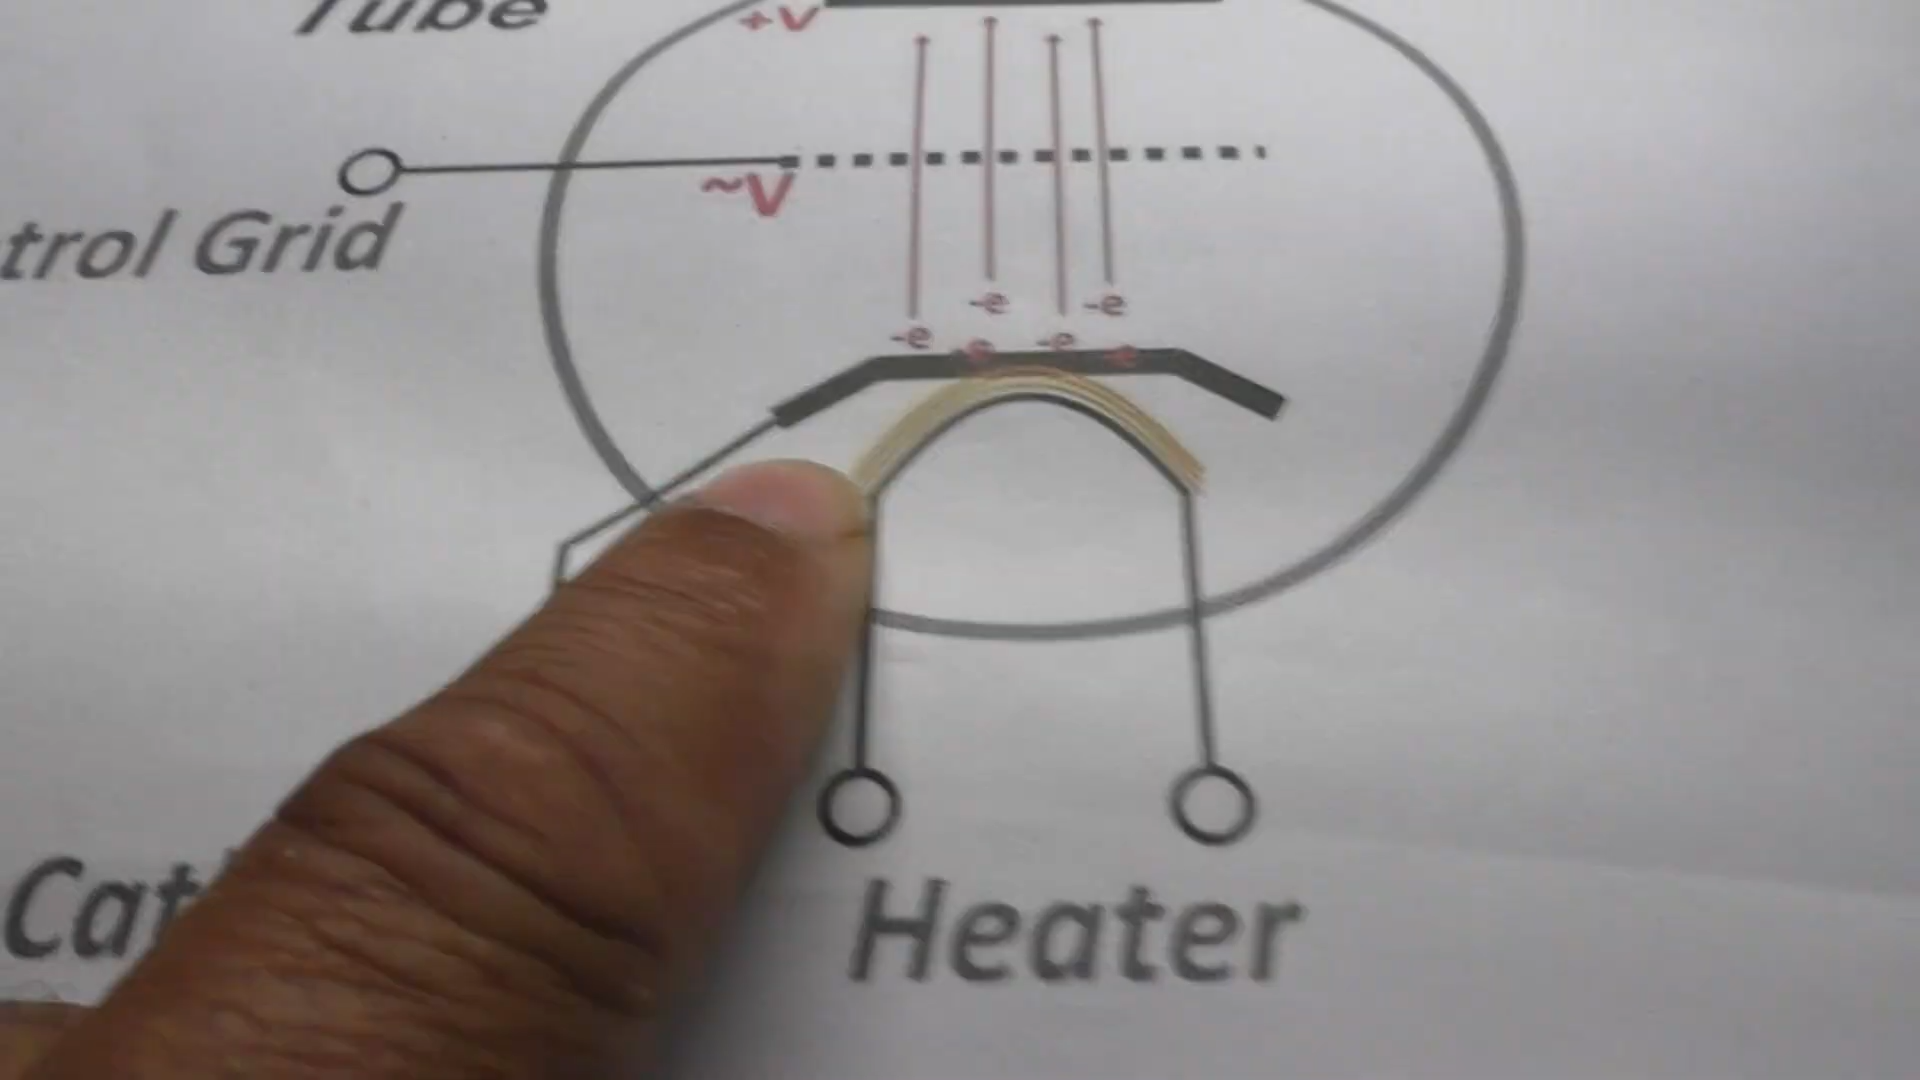 Tube
+V
~V
trol Grid
-e -e
-e -e -e -e
Cat
Heater